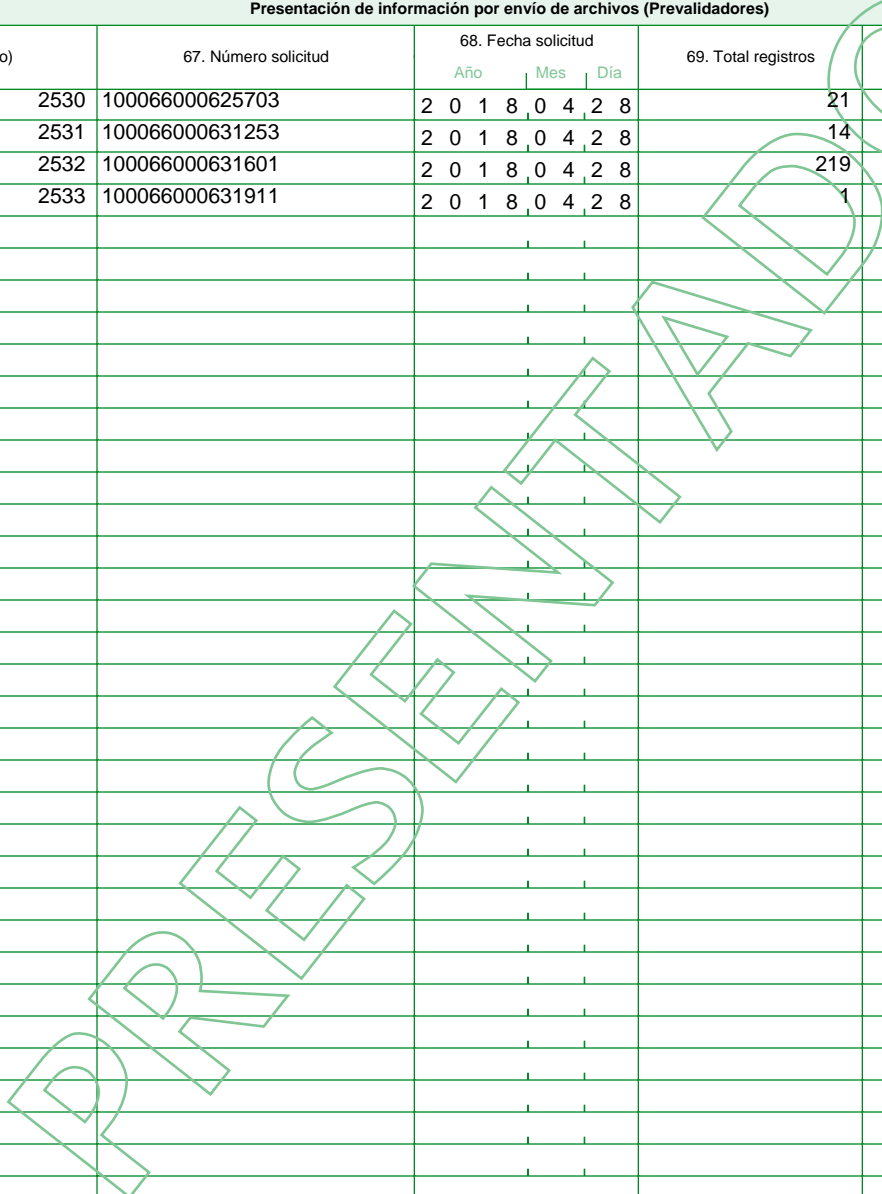 Presentación de información por envío de archivos (Prevalidadores)
o) 67. Número solicitud 68. Fecha solicitud 69. Total registros
Año Mes Día
2530 100066000625703 2 0 1 8 0 4 2 8 21
2531 100066000631253 2 0 1 8 0 4 2 8 14
2532 100066000631601 2 0 1 8 0 4 2 8 219
2533 100066000631911 2 0 1 8 0 4 2 8 1
PRESENTADO